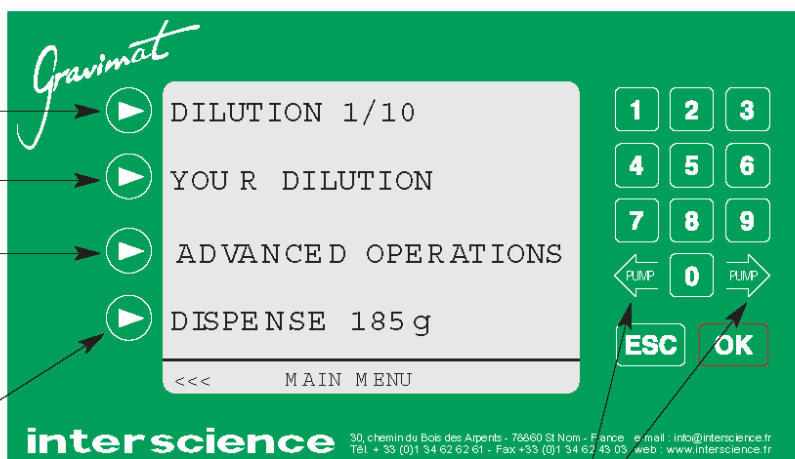 Gravimat
DILUTION 1/10
YOUR DILUTION
ADVANCED OPERATIONS
DISPENSE 185 g
<<< MAIN MENU
1 2 3
4 5 6
7 8 9
PUMP 0 PUMP
ESC OK
interscience
30, chemin du Bois des Arpents - 78860 St Nom - France e-mail : info@interscience.fr
Tél. + 33 (0)1 34 62 62 61 - Fax +33 (0)1 34 62 43 03 web : www.interscience.fr